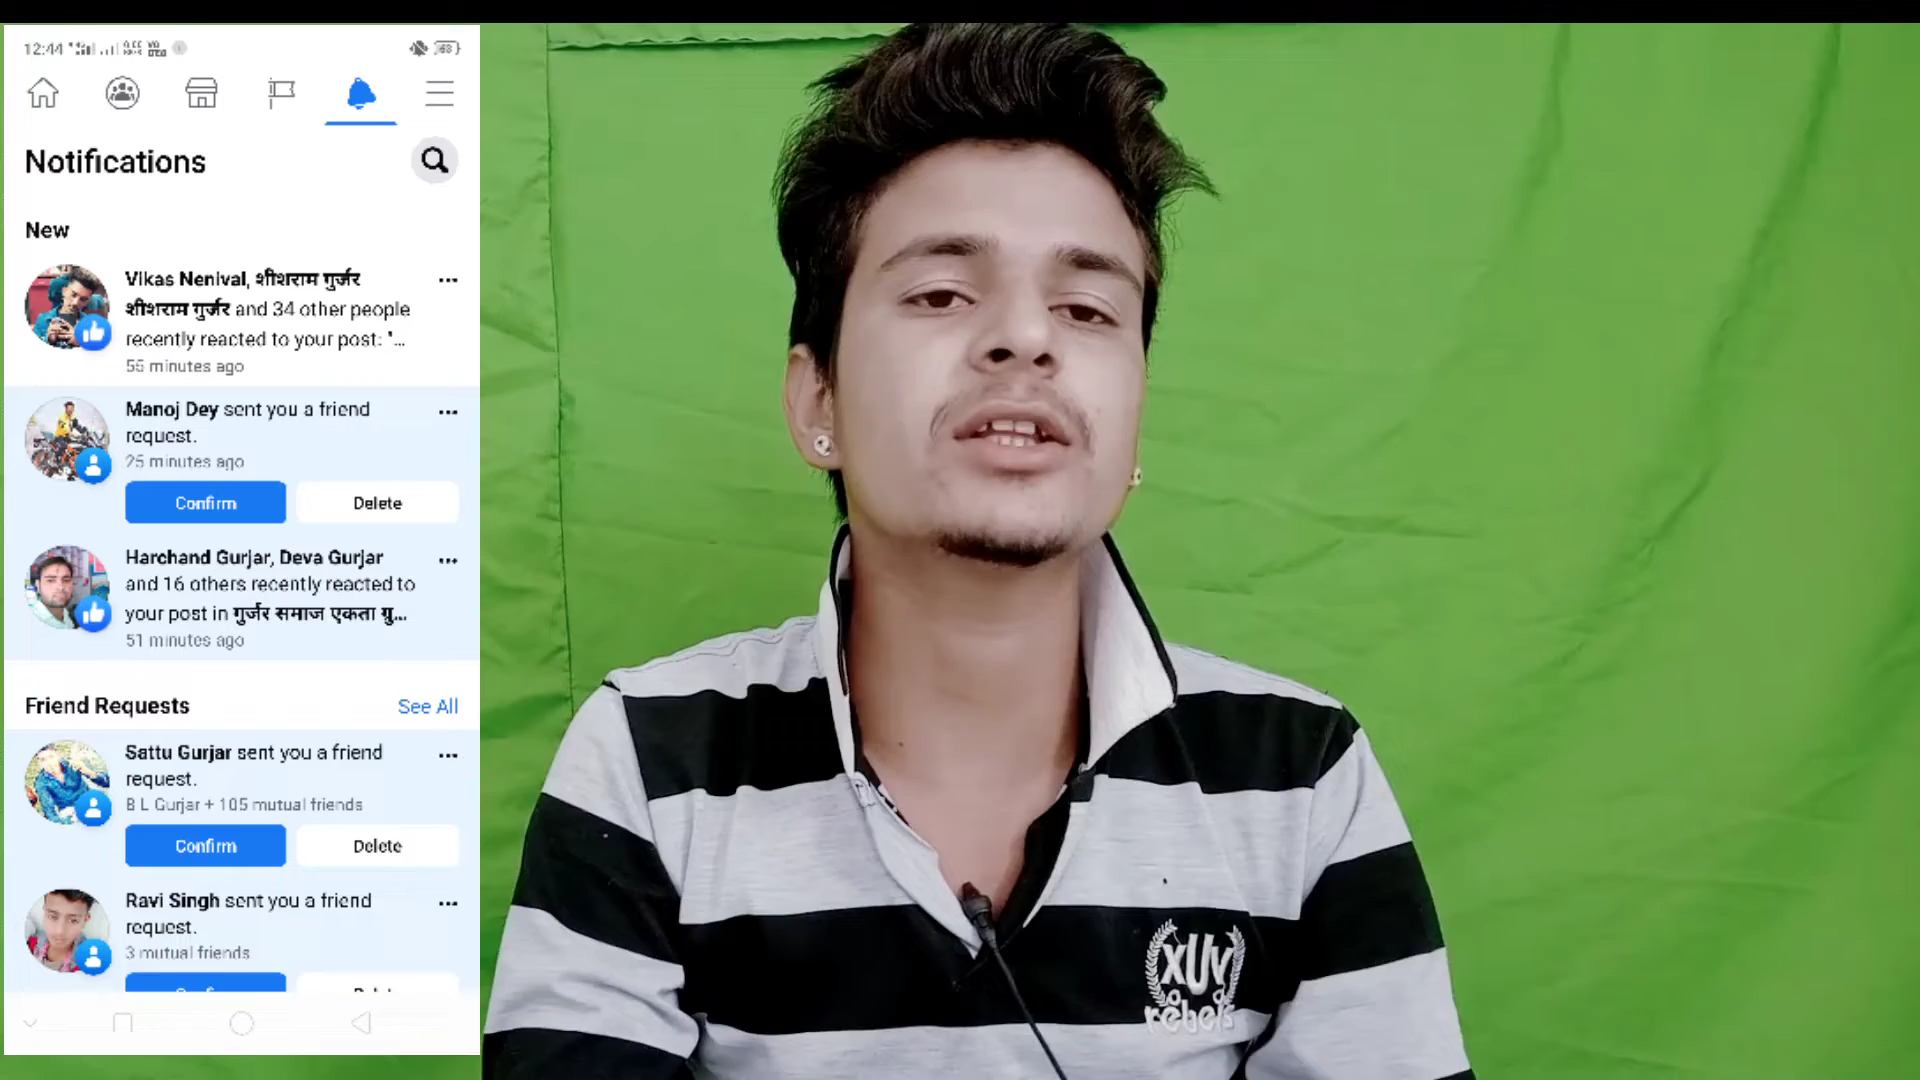 12:44
Notifications
New
Vikas Nenival, शीशराम गुर्जर
शीशराम गुर्जर and 34 other people
recently reacted to your post: "...
55 minutes ago
Manoj Dey sent you a friend
request.
25 minutes ago
Confirm Delete
Harchand Gurjar, Deva Gurjar
and 16 others recently reacted to
your post in गुर्जर समाज एकता ग्रु...
51 minutes ago
Friend Requests See All
Sattu Gurjar sent you a friend
request.
B L Gurjar + 105 mutual friends
Confirm Delete
Ravi Singh sent you a friend
request.
3 mutual friends
XUV
rebels